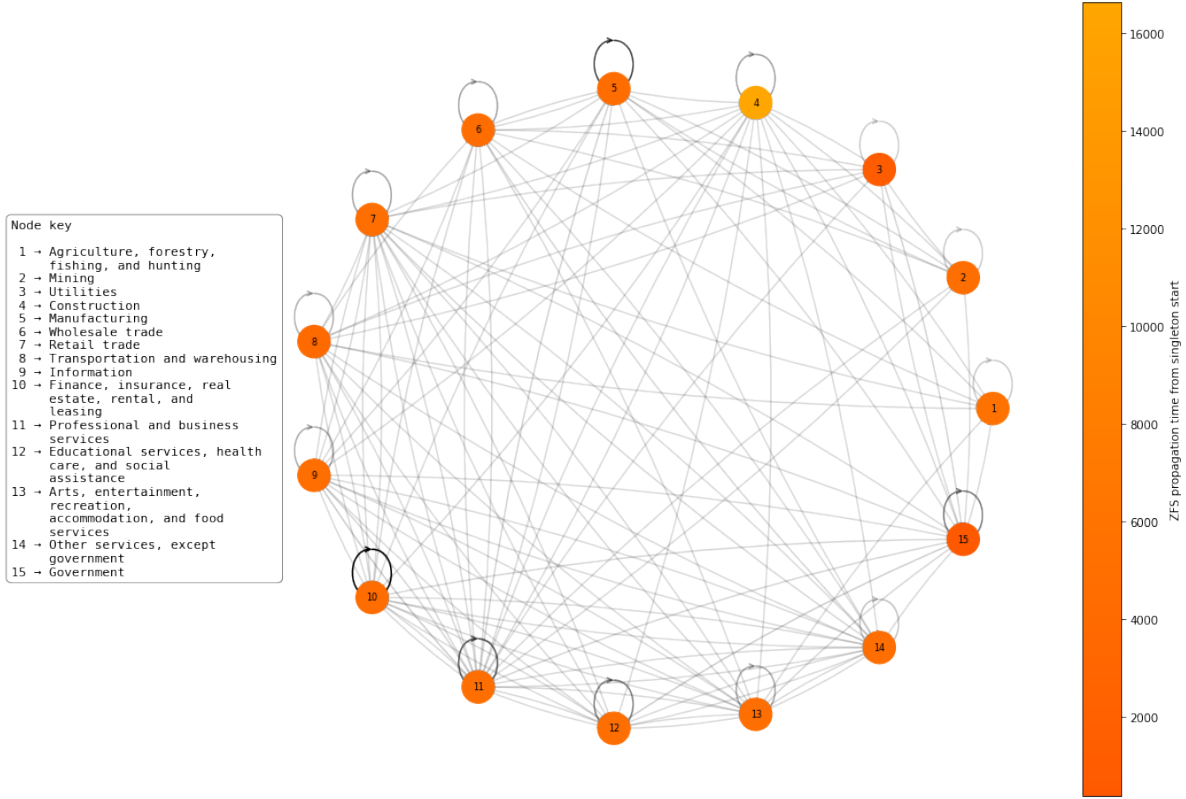 Node key
1 → Agriculture, forestry,
fishing, and hunting
2 → Mining
3 → Utilities
4 → Construction
5 → Manufacturing
6 → Wholesale trade
7 → Retail trade
8 → Transportation and warehousing
9 → Information
10 → Finance, insurance, real
estate, rental, and
leasing
11 → Professional and business
services
12 → Educational services, health
care, and social
assistance
13 → Arts, entertainment,
recreation,
accommodation, and food
services
14 → Other services, except
government
15 → Government
5
4
6
3
7
2
8
1
9
15
10
14
11
13
12
16000
14000
12000
10000
8000
6000
4000
2000
ZFS propagation time from singleton start